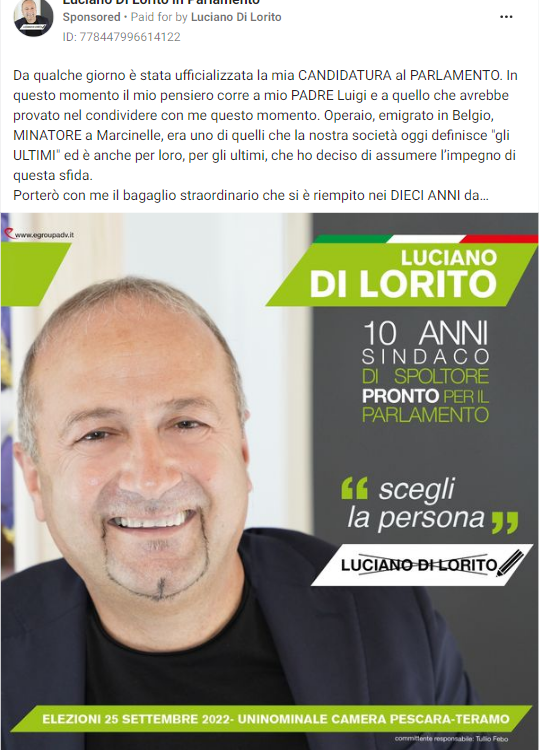 Luciano Di Lorito in Parlamento
Sponsored • Paid for by Luciano Di Lorito
ID: 778447996614122
Da qualche giorno è stata ufficializzata la mia CANDIDATURA al PARLAMENTO. In
questo momento il mio pensiero corre a mio PADRE Luigi e a quello che avrebbe
provato nel condividere con me questo momento. Operaio, emigrato in Belgio,
MINATORE a Marcinelle, era uno di quelli che la nostra società oggi definisce "gli
ULTIMI" ed è anche per loro, per gli ultimi, che ho deciso di assumere l'impegno di
questa sfida.
Porterò con me il bagaglio straordinario che si è riempito nei DIECI ANNI da...
www.egroupadv.it
LUCIANO
DI LORITO
10 ANNI
SINDACO
DI SPOLTORE
PRONTO PER IL
PARLAMENTO
“ scegli
la persona ”
LUCIANO DI LORITO
ELEZIONI 25 SETTEMBRE 2022- UNINOMINALE CAMERA PESCARA-TERAMO
committente responsabile: Tullio Febo